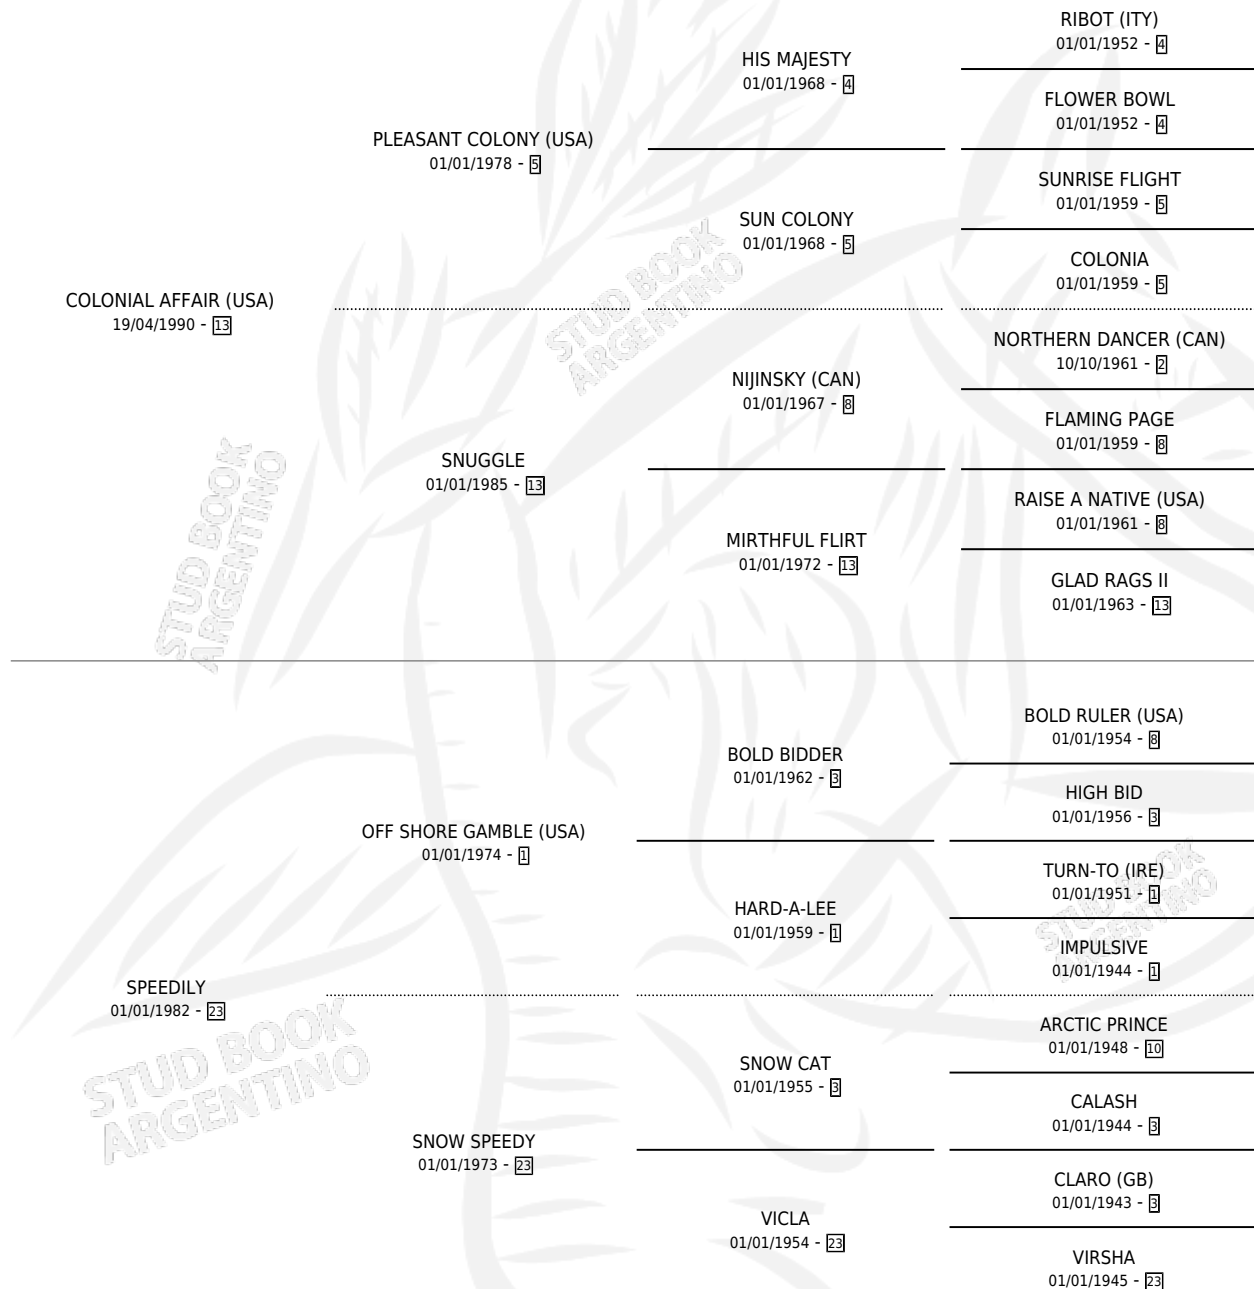 RIBOT (ITY)
01/01/1952 - 4
HIS MAJESTY
01/01/1968 - 4
FLOWER BOWL
01/01/1952 - 4
PLEASANT COLONY (USA)
01/01/1978 - 5
SUNRISE FLIGHT
01/01/1959 - 5
SUN COLONY
01/01/1968 - 5
COLONIA
01/01/1959 - 5
COLONIAL AFFAIR (USA)
19/04/1990 - 13
NORTHERN DANCER (CAN)
10/10/1961 - 2
NIJINSKY (CAN)
01/01/1967 - 8
FLAMING PAGE
01/01/1959 - 8
SNUGGLE
01/01/1985 - 13
RAISE A NATIVE (USA)
01/01/1961 - 8
MIRTHFUL FLIRT
01/01/1972 - 13
GLAD RAGS II
01/01/1963 - 13
BOLD RULER (USA)
01/01/1954 - 8
BOLD BIDDER
01/01/1962 - 3
HIGH BID
01/01/1956 - 3
OFF SHORE GAMBLE (USA)
01/01/1974 - 1
TURN-TO (IRE)
01/01/1951 - 1
HARD-A-LEE
01/01/1959 - 1
IMPULSIVE
01/01/1944 - 1
SPEEDILY
01/01/1982 - 23
ARCTIC PRINCE
01/01/1948 - 10
SNOW CAT
01/01/1955 - 3
CALASH
01/01/1944 - 3
SNOW SPEEDY
01/01/1973 - 23
CLARO (GB)
01/01/1943 - 3
VICLA
01/01/1954 - 23
VIRSHA
01/01/1945 - 23
STUD BOOK
ARGENTINO
STUD BOOK
ARGENTINO
STUD BOOK
ARGENTINO
STUD BOOK
ARGENTINO